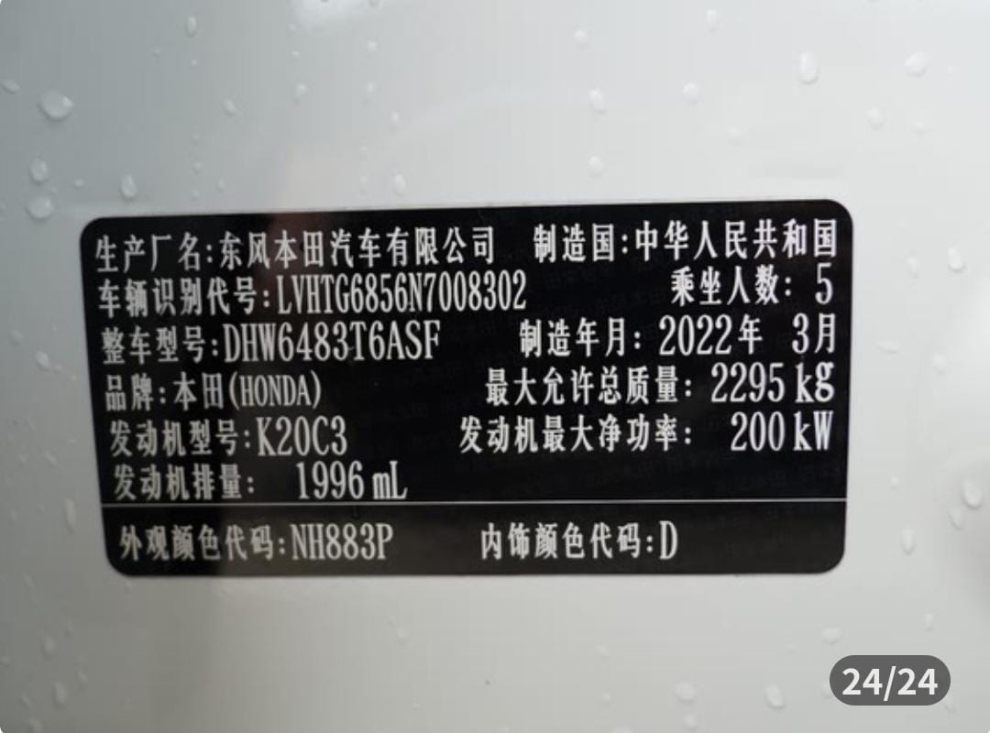 生产厂名:东风本田汽车有限公司 制造国:中华人民共和国
车辆识别代号:LVHTG6856N7008302 乘坐人数: 5
整车型号:DHW6483T6ASF 制造年月: 2022年 3月
品牌:本田(HONDA) 最大允许总质量: 2295 kg
发动机型号:K20C3 发动机最大净功率: 200 kW
发动机排量: 1996 mL
外观颜色代码:NH883P 内饰颜色代码:D
24/24